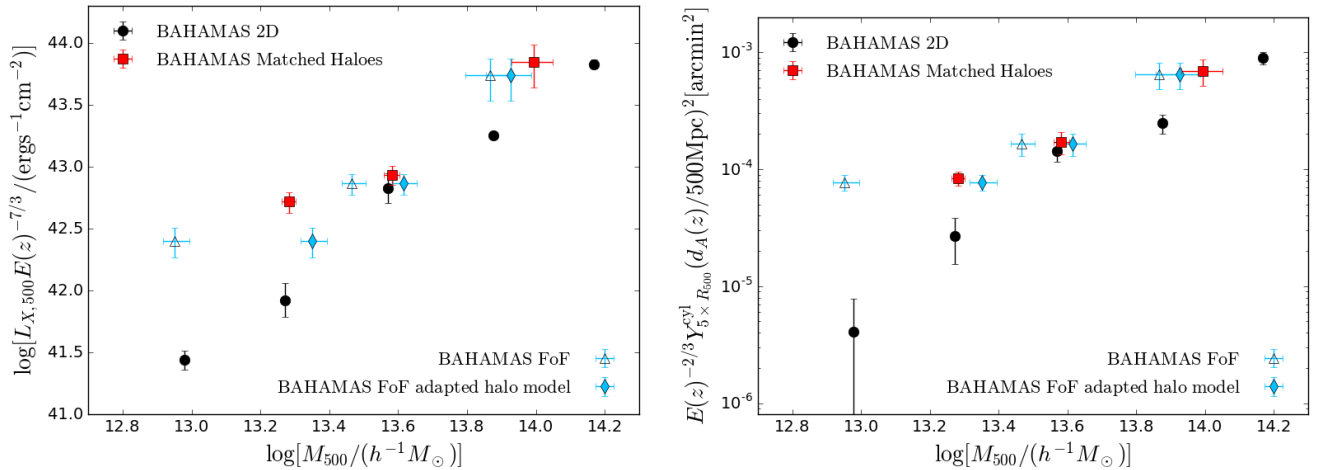 BAHAMAS 2D
BAHAMAS Matched Haloes
BAHAMAS FoF
BAHAMAS FoF adapted halo model
log[L_{X,500}E(z)^{-7/3}/(ergs^{-1}cm^{-2})]
44.0
43.5
43.0
42.5
42.0
41.5
41.0
12.8 13.0 13.2 13.4 13.6 13.8 14.0 14.2
log[M_{500}/(h^{-1}M_⊙)]
BAHAMAS 2D
BAHAMAS Matched Haloes
BAHAMAS FoF
BAHAMAS FoF adapted halo model
E(z)^{-2/3}Y^{cyl}_{5×R_{500}}(d_A(z)/500Mpc)^2[arcmin^2]
10^{-3}
10^{-4}
10^{-5}
10^{-6}
12.8 13.0 13.2 13.4 13.6 13.8 14.0 14.2
log[M_{500}/(h^{-1}M_⊙)]